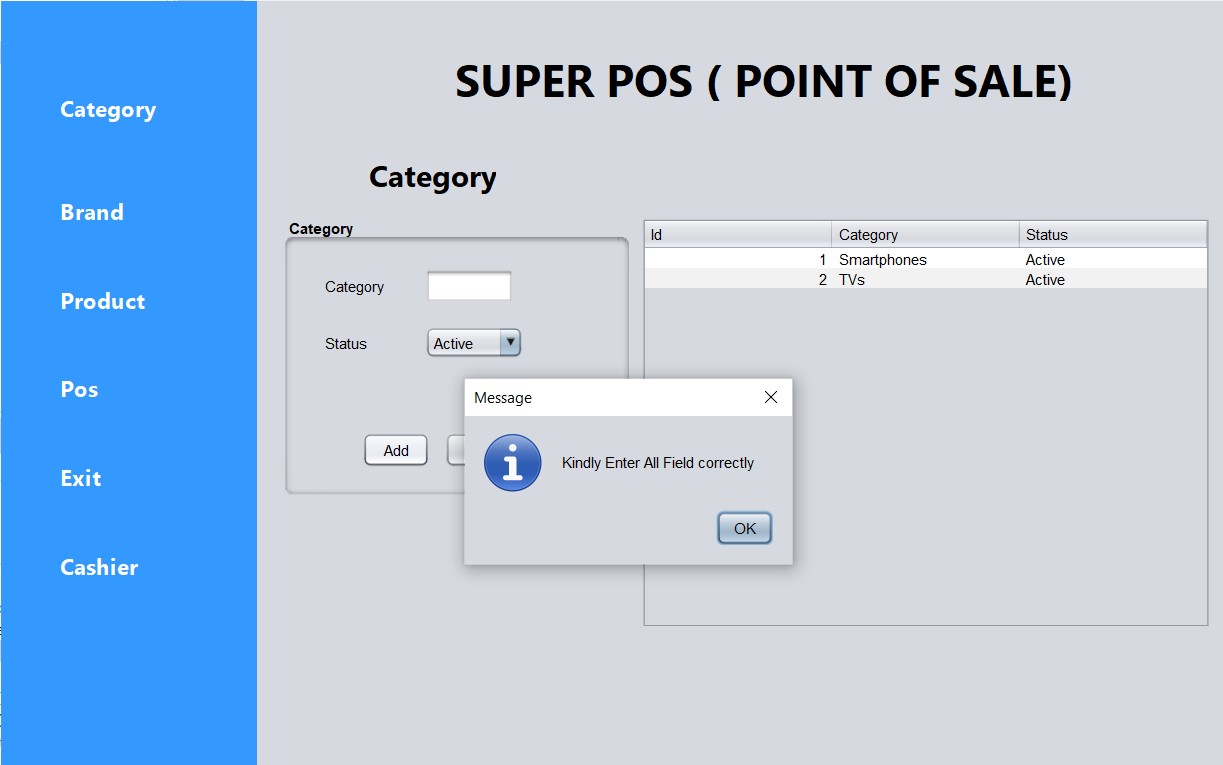 SUPER POS ( POINT OF SALE)
Category
Brand
Product
Pos
Exit
Cashier
Category
Category
Category
Status
Active
Add
Id Category Status
1 Smartphones Active
2 TVs Active
Message
Kindly Enter All Field correctly
OK